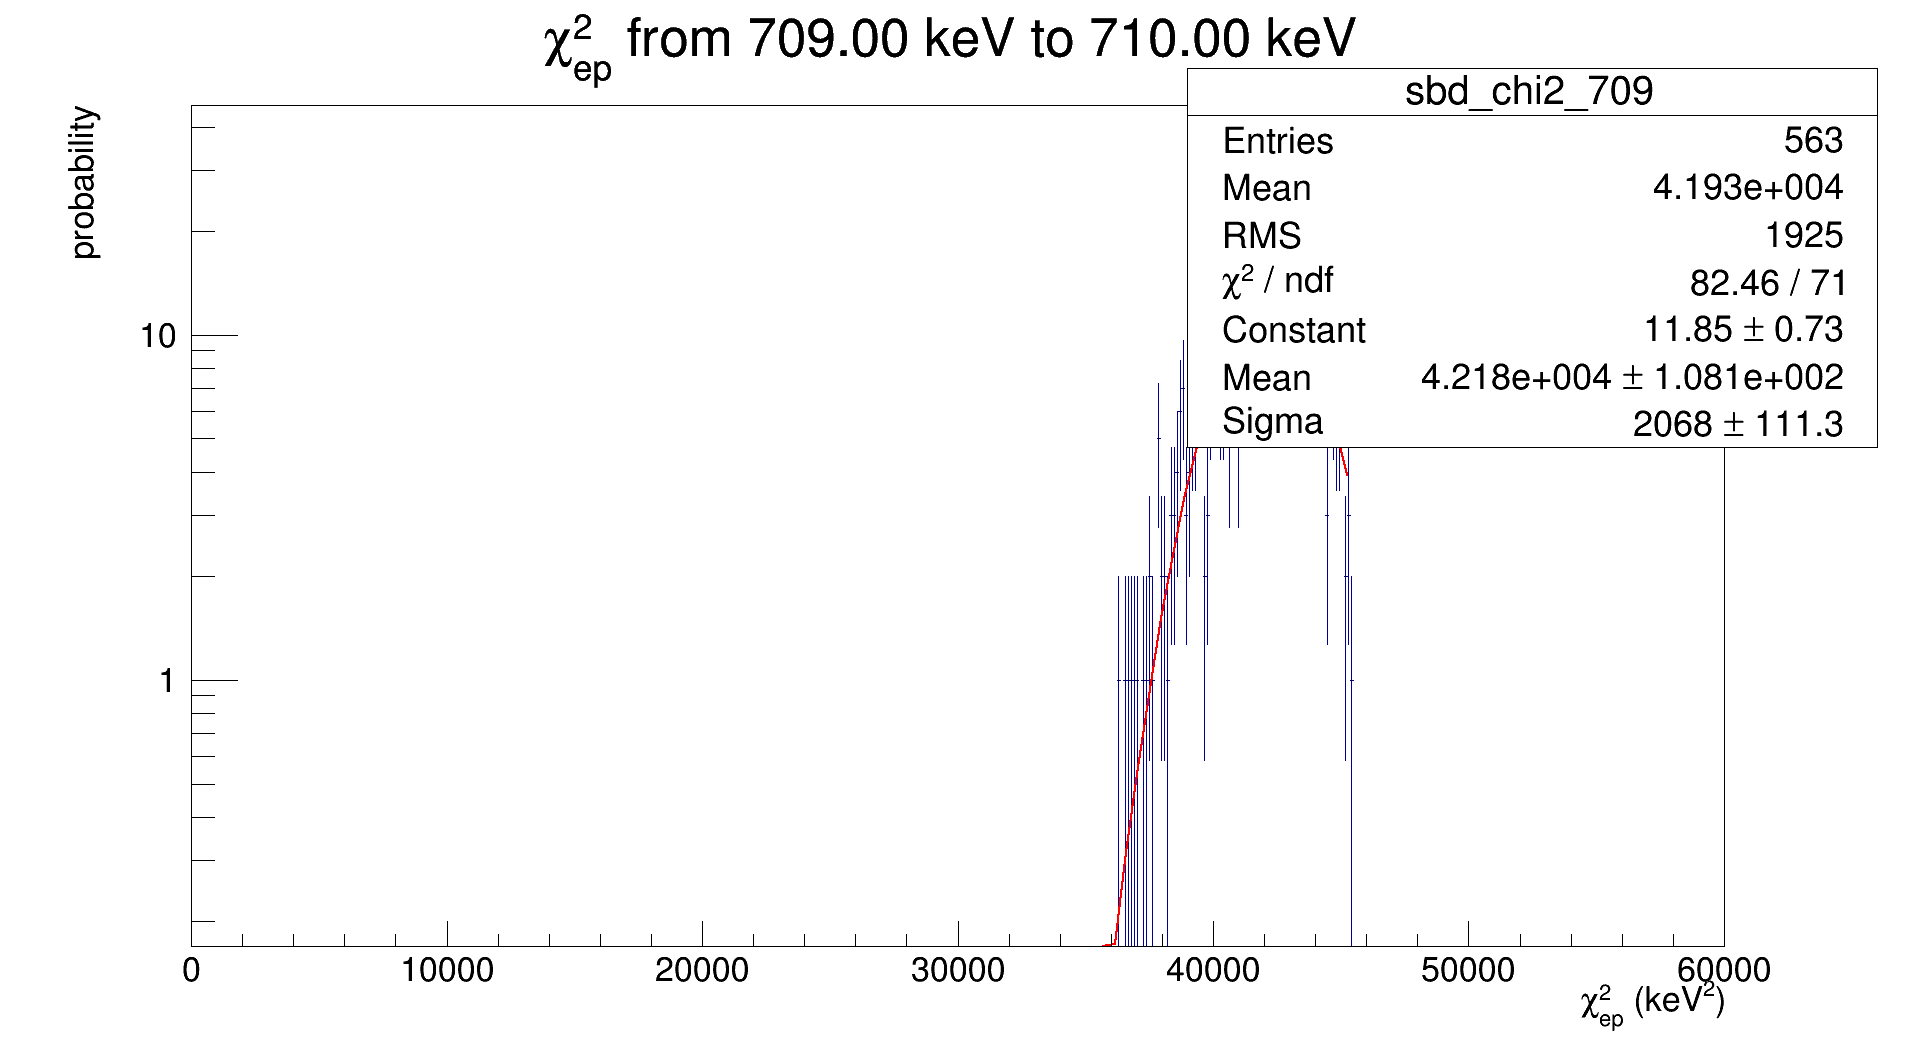 χ²ep from 709.00 keV to 710.00 keV
sbd_chi2_709
Entries 563
Mean 4.193e+004
RMS 1925
χ² / ndf 82.46 / 71
Constant 11.85 ± 0.73
Mean 4.218e+004 ± 1.081e+002
Sigma 2068 ± 111.3
probability
10
1
0 10000 20000 30000 40000 50000 60000
χ²ep (keV²)